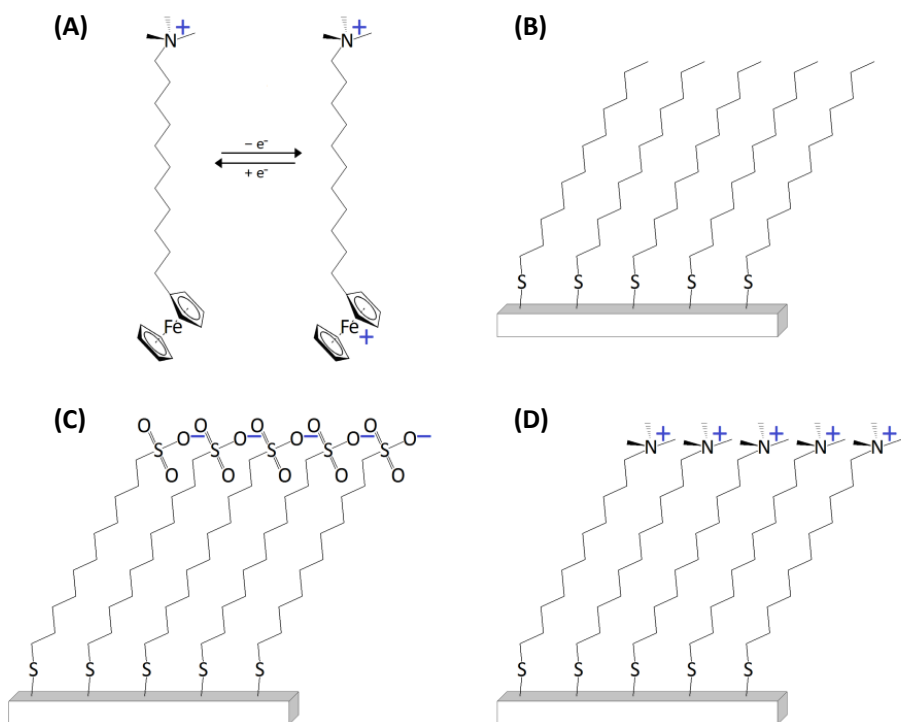 (A)
N+
N+
– e⁻
+ e⁻
Fe
Fe
+
(B)
S S S S S
(C)
O O O O O
O– O– O– O– O–
S S S S S
O O O O O
S S S S S
(D)
N+ N+ N+ N+ N+
S S S S S